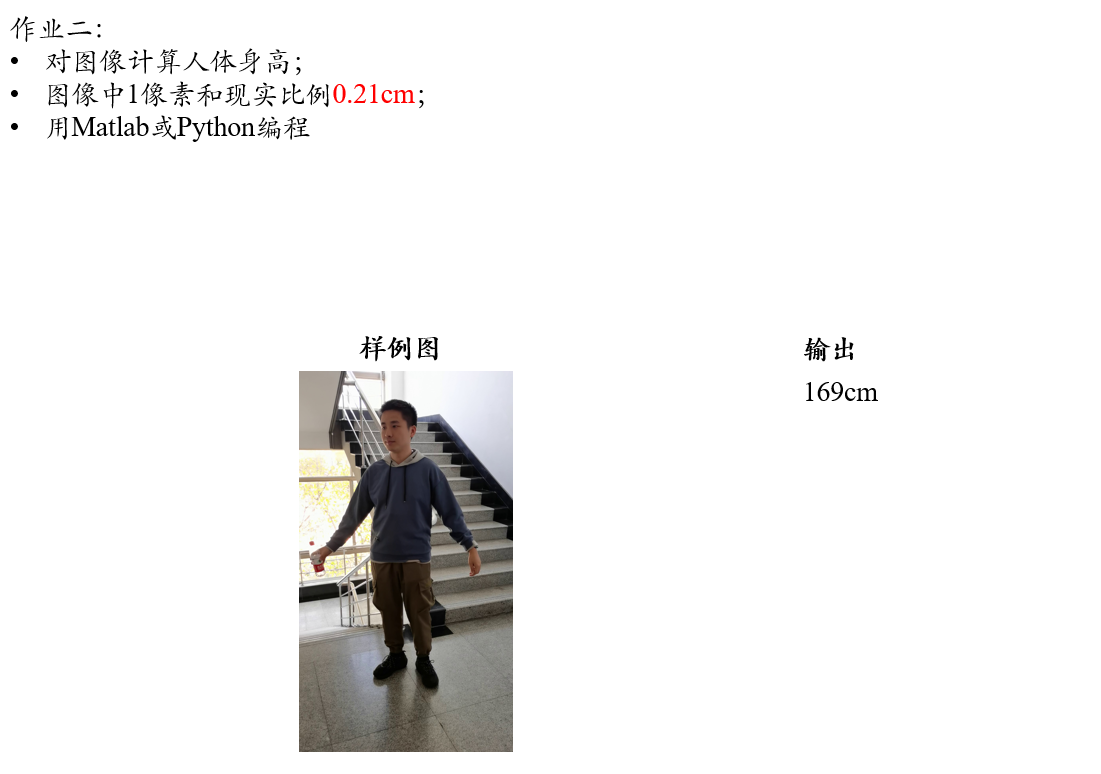 作业二:
• 对图像计算人体身高;
• 图像中1像素和现实比例0.21cm;
• 用Matlab或Python编程
样例图
输出
169cm